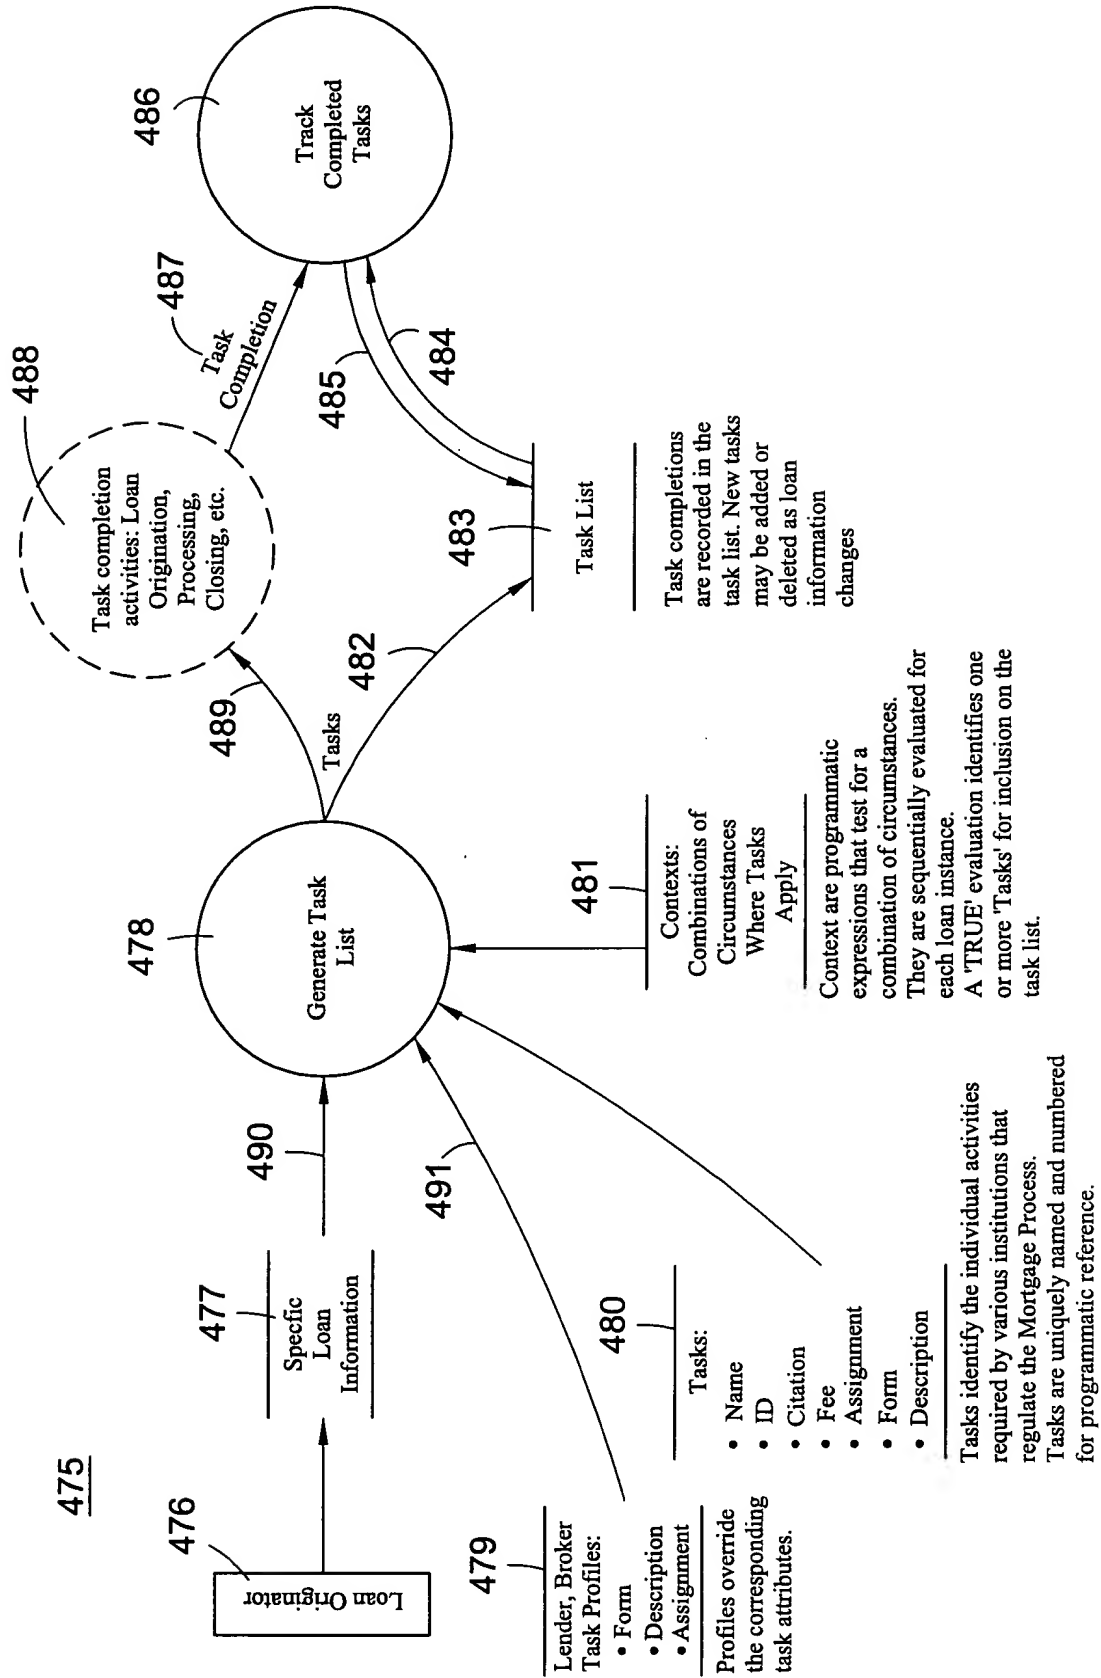 475
476
Loan Originator
477
Specfic
Loan
Information
490
478
Generate Task
List
479
Lender, Broker
Task Profiles:
• Form
• Description
• Assignment
Profiles override
the corresponding
task attributes.
491
480
Tasks:
• Name
• ID
• Citation
• Fee
• Assignment
• Form
• Description
Tasks identify the individual activities
required by various institutions that
regulate the Mortgage Process.
Tasks are uniquely named and numbered
for programmatic reference.
481
Contexts:
Combinations of
Circumstances
Where Tasks
Apply
Context are programmatic
expressions that test for a
combination of circumstances.
They are sequentially evaluated for
each loan instance.
A 'TRUE' evaluation identifies one
or more 'Tasks' for inclusion on the
task list.
489
Tasks
482
488
Task completion
activities: Loan
Origination,
Processing,
Closing, etc.
483
Task List
Task completions
are recorded in the
task list. New tasks
may be added or
deleted as loan
information
changes
487
Task
Completion
485
484
486
Track
Completed
Tasks